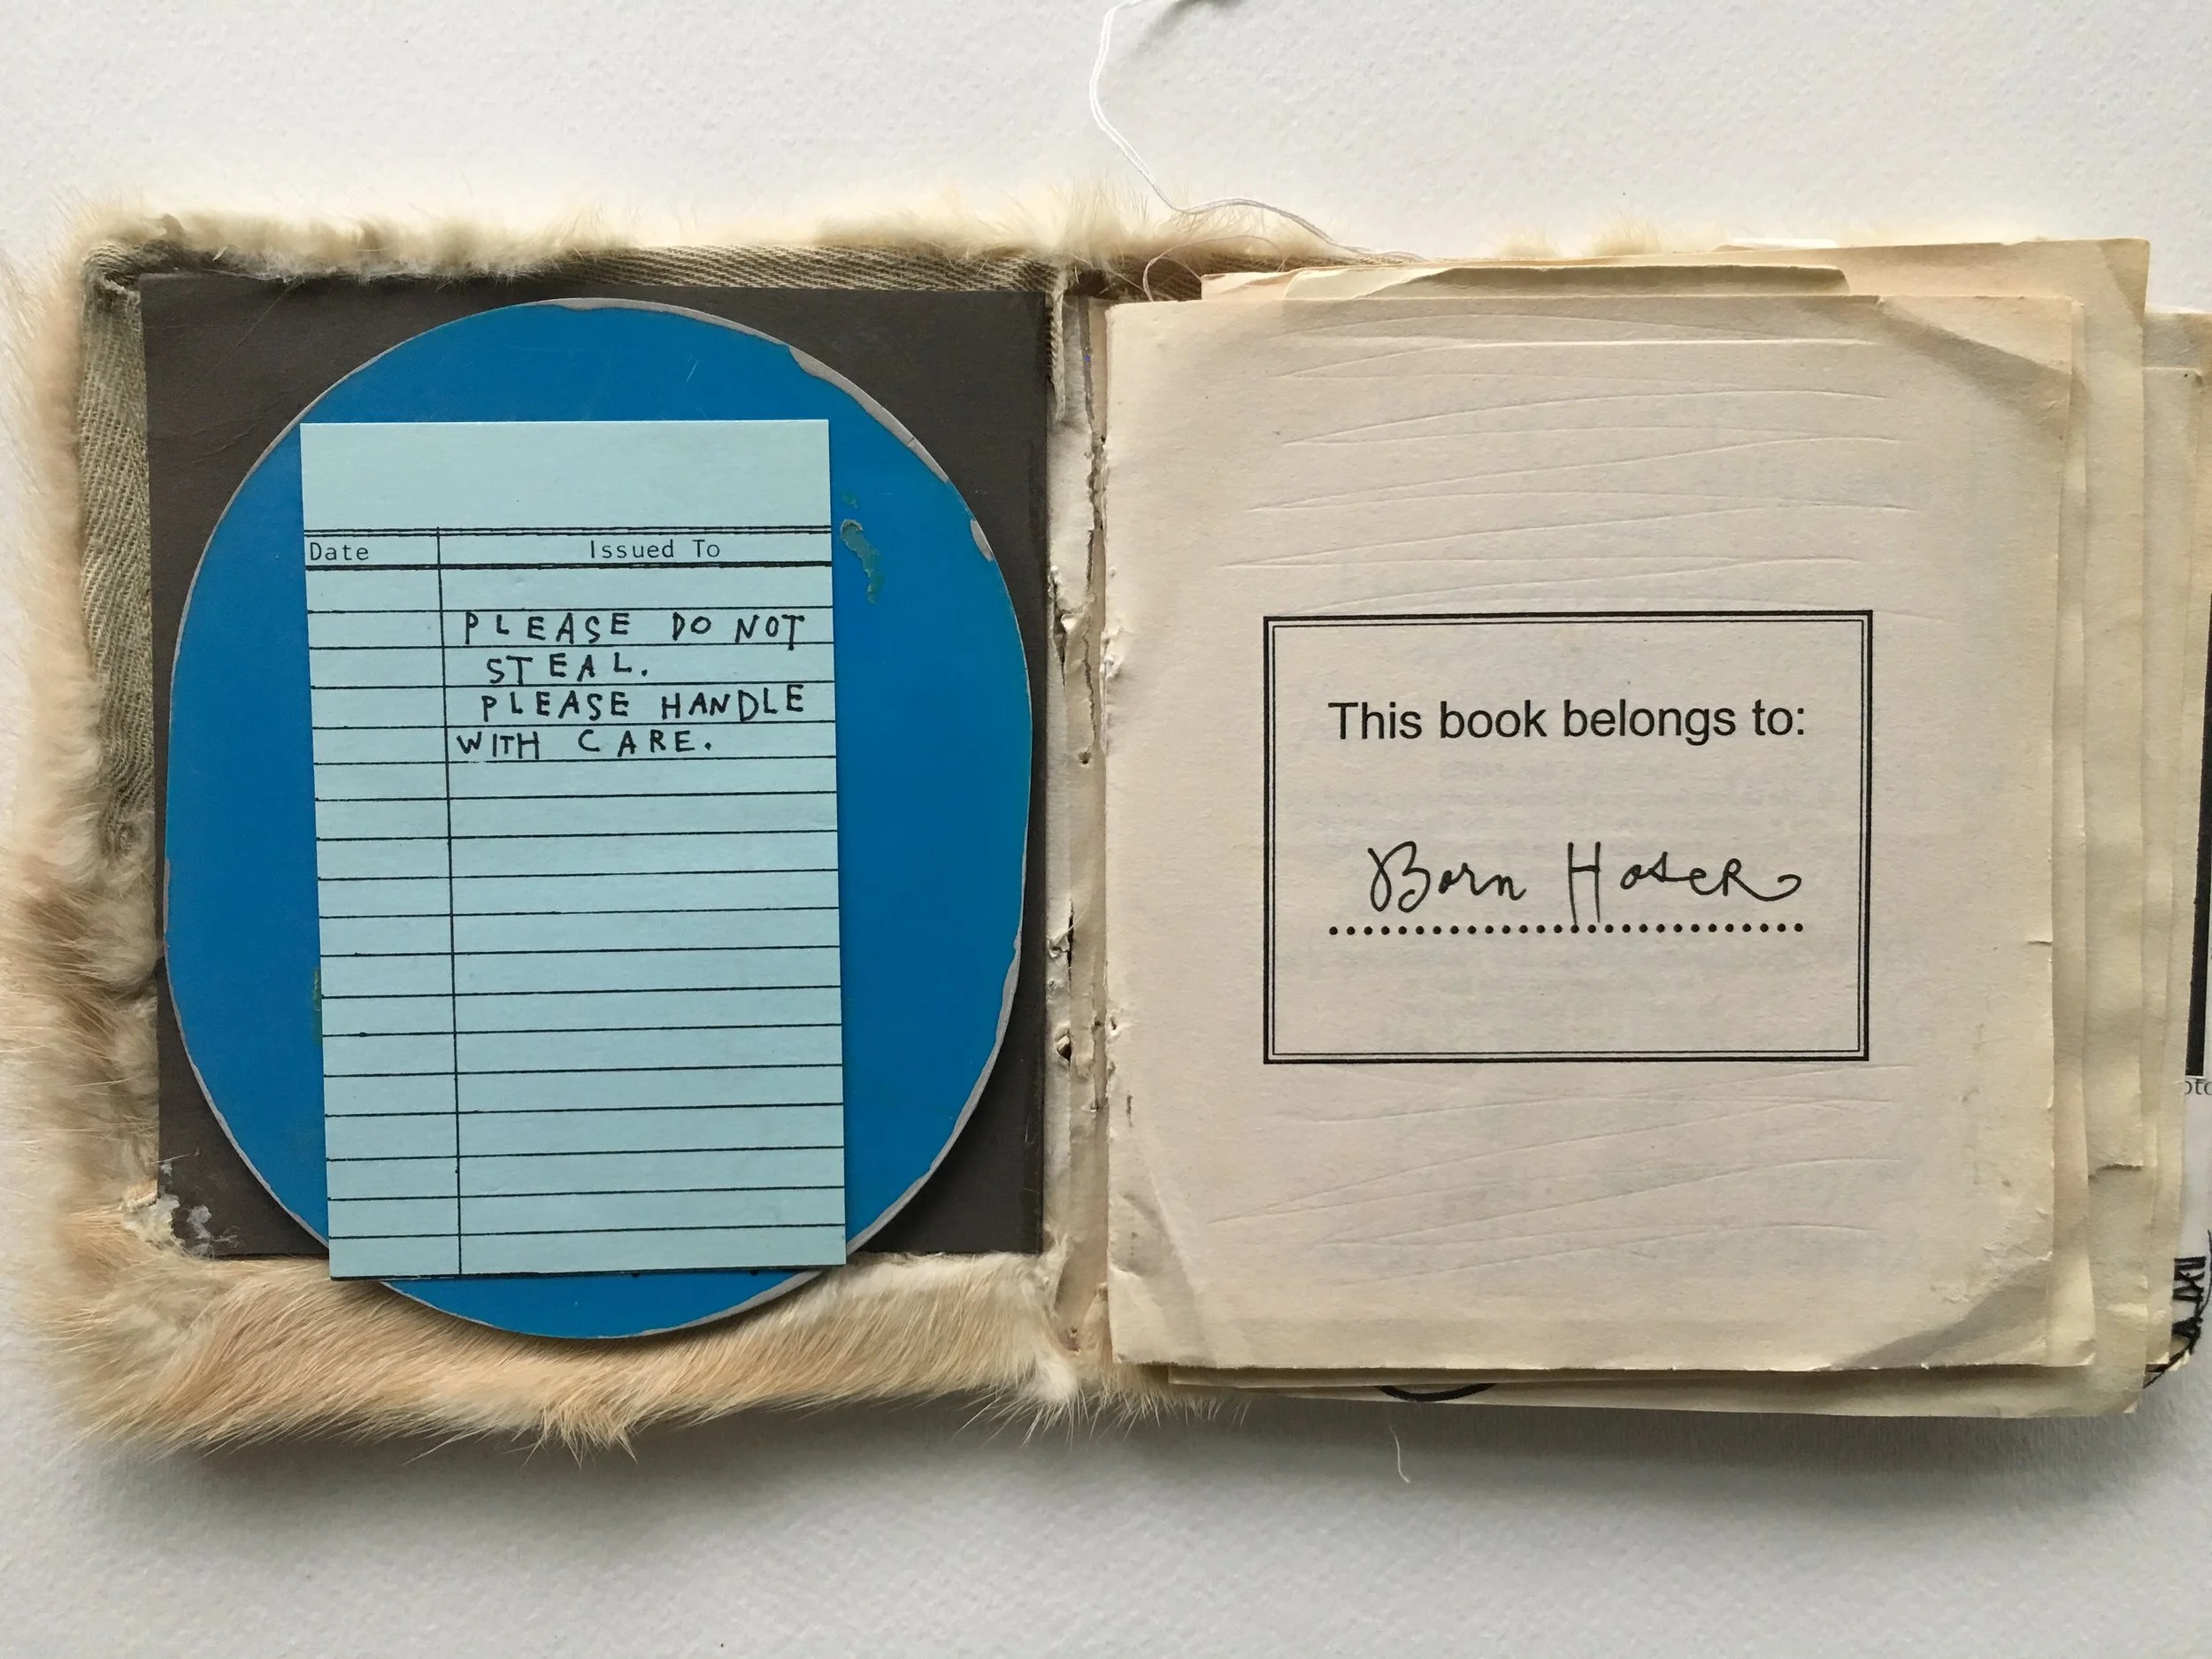 Date Issued To
PLEASE DO NOT
STEAL.
PLEASE HANDLE
WITH CARE.
This book belongs to:
Born Hoser